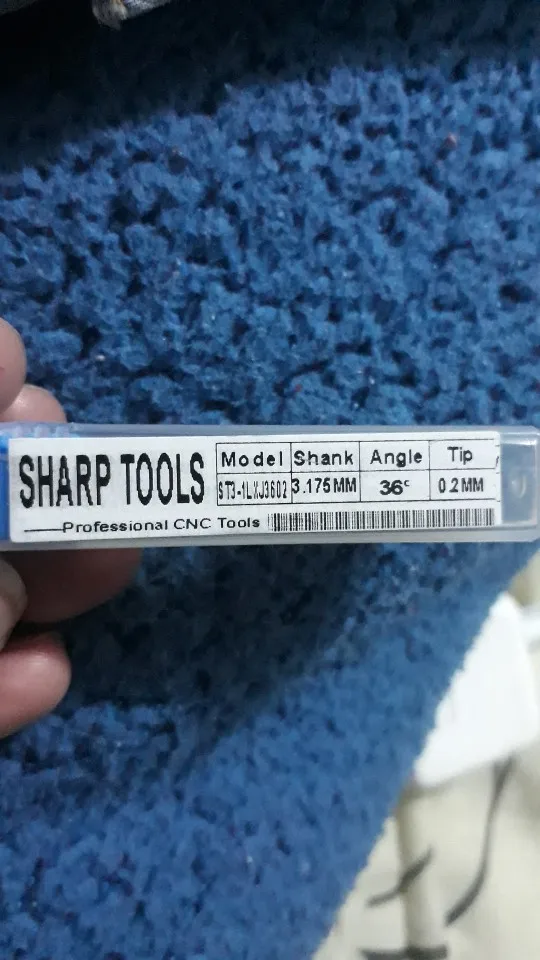 SHARP TOOLS
Model Shank Angle Tip
ST3-1LXJ3602 3.175MM 36° 0.2MM
Professional CNC Tools